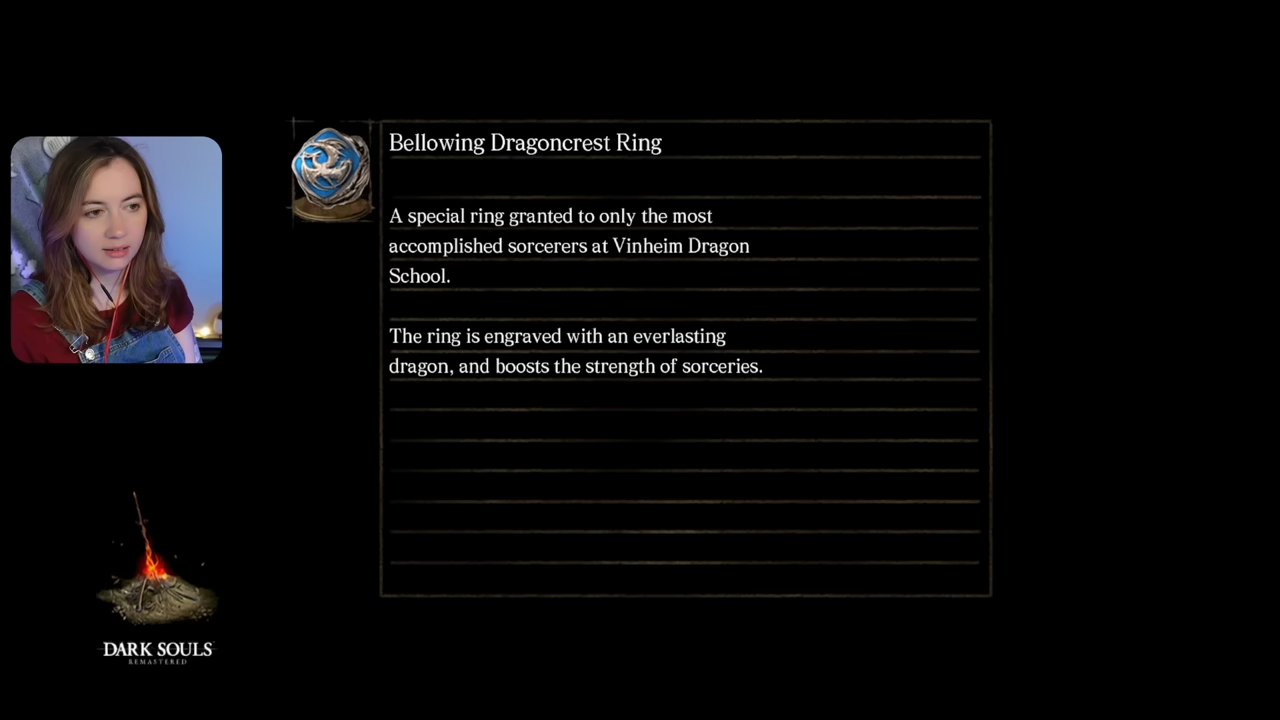 Bellowing Dragoncrest Ring
A special ring granted to only the most
accomplished sorcerers at Vinheim Dragon
School.
The ring is engraved with an everlasting
dragon, and boosts the strength of sorceries.
DARK SOULS
REMASTERED